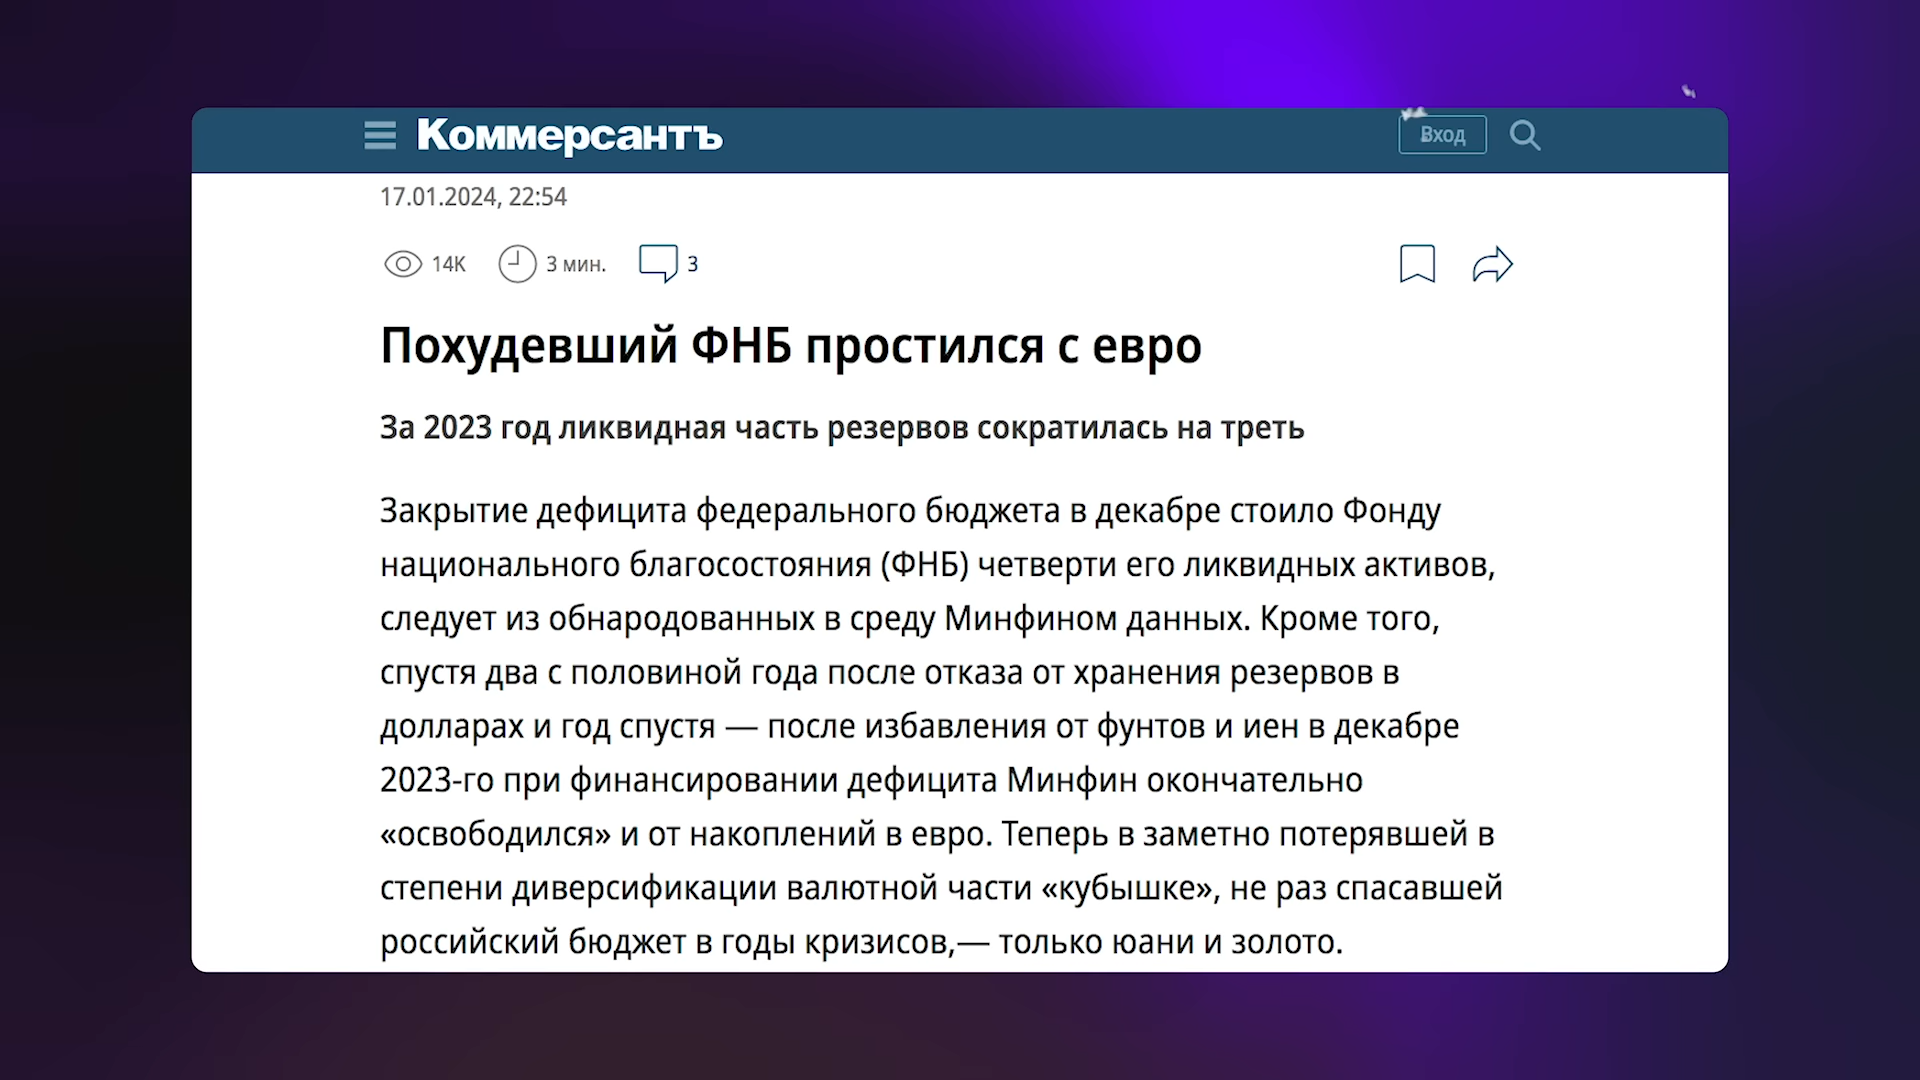 Коммерсантъ
Вход
17.01.2024, 22:54
14K
3 мин.
3
Похудевший ФНБ простился с евро
За 2023 год ликвидная часть резервов сократилась на треть
Закрытие дефицита федерального бюджета в декабре стоило Фонду
национального благосостояния (ФНБ) четверти его ликвидных активов,
следует из обнародованных в среду Минфином данных. Кроме того,
спустя два с половиной года после отказа от хранения резервов в
долларах и год спустя — после избавления от фунтов и иен в декабре
2023-го при финансировании дефицита Минфин окончательно
«освободился» и от накоплений в евро. Теперь в заметно потерявшей в
степени диверсификации валютной части «кубышке», не раз спасавшей
российский бюджет в годы кризисов,— только юани и золото.